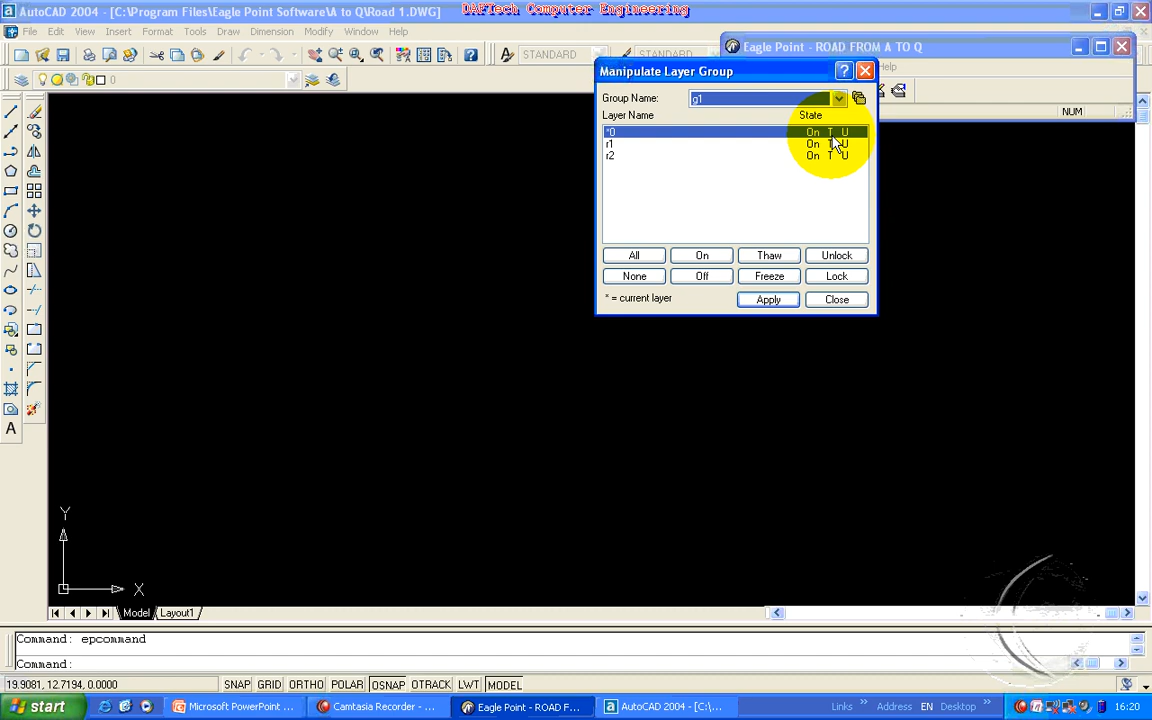 AutoCAD 2004 - [C:\Program Files\Eagle Point Software\A to Q\Road 1.DWG]
DAFTech Computer Engineering
File Edit View Insert Format Tools Draw Dimension Modify Window Help
STANDARD
STANDARD
0
Eagle Point - ROAD FROM A TO Q
Help
NUM
Manipulate Layer Group
Group Name: g1
Layer Name State
*0 On T U
r1 On T U
r2 On T U
All On Thaw Unlock
None Off Freeze Lock
* = current layer
Apply Close
Y
X
A
Model Layout1
Command: epcommand
Command:
19.9081, 12.7194, 0.0000 SNAP GRID ORTHO POLAR OSNAP OTRACK LWT MODEL
start Microsoft PowerPoint ... Camtasia Recorder - ... Eagle Point - ROAD F... AutoCAD 2004 - [C:\... Links » Address EN Desktop » 16:20